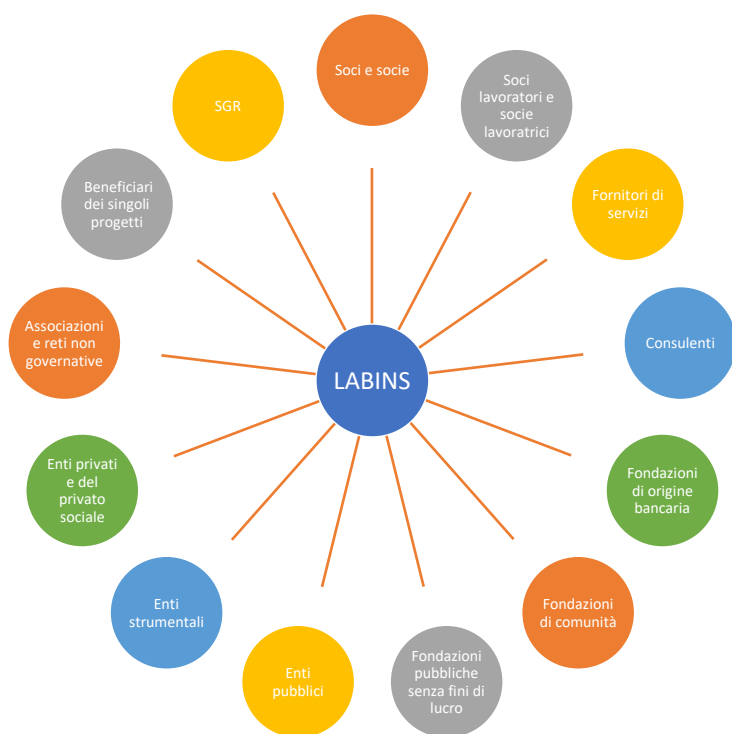 Soci e socie
Soci
lavoratori e
socie
lavoratrici
Fornitori di
servizi
Consulenti
Fondazioni
di origine
bancaria
Fondazioni
di comunità
Fondazioni
pubbliche
senza fini di
lucro
Enti
pubblici
Enti
strumentali
Enti privati
e del
privato
sociale
Associazioni
e reti non
governative
Beneficiari
dei singoli
progetti
SGR
LABINS